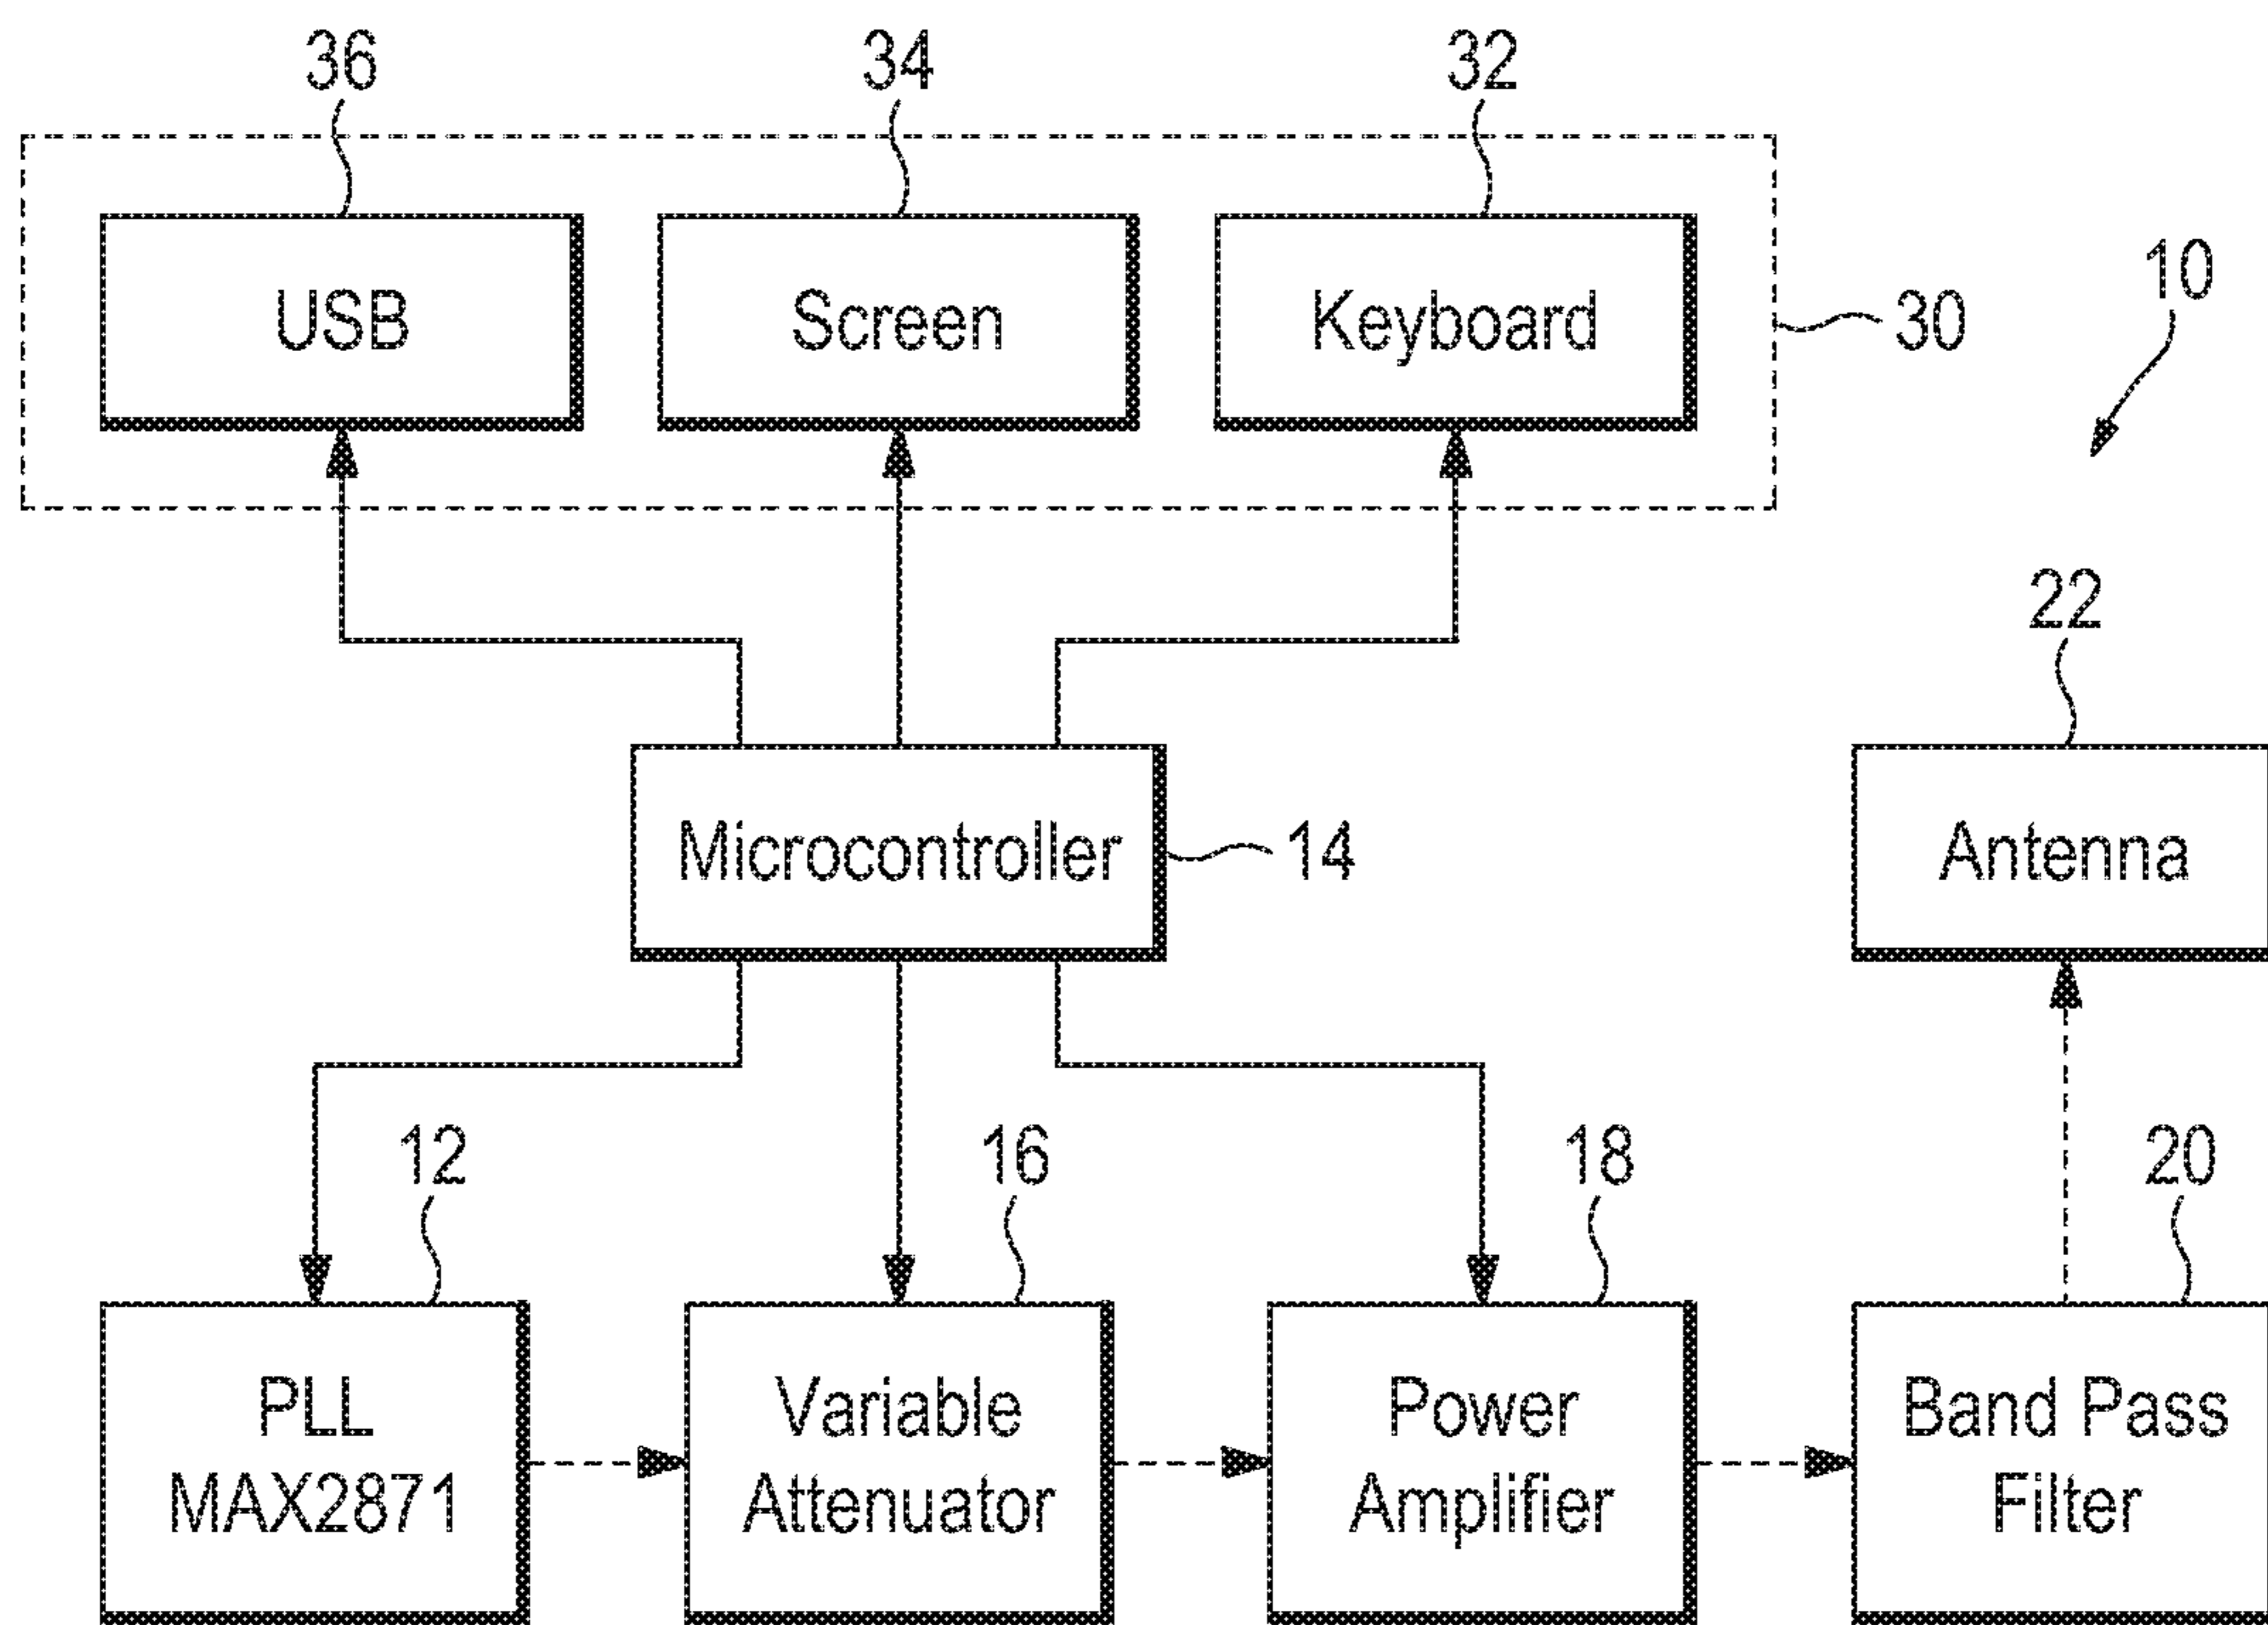 36
34
32
USB
Screen
Keyboard
30
10
22
Microcontroller
14
Antenna
12
16
18
20
PLL
MAX2871
Variable
Attenuator
Power
Amplifier
Band Pass
Filter